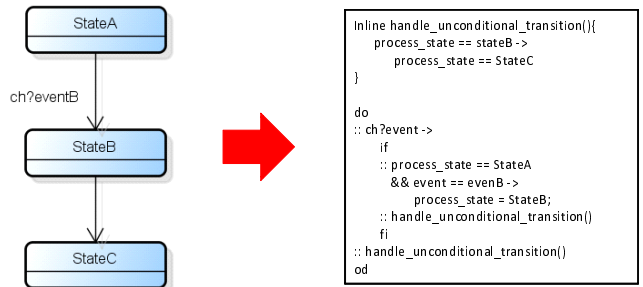 StateA
ch?eventB
StateB
StateC
Inline handle_unconditional_transition(){
process_state == stateB ->
process_state == StateC
}
do
:: ch?event ->
if
:: process_state == StateA
&& event == evenB ->
process_state = StateB;
:: handle_unconditional_transition()
fi
:: handle_unconditional_transition()
od